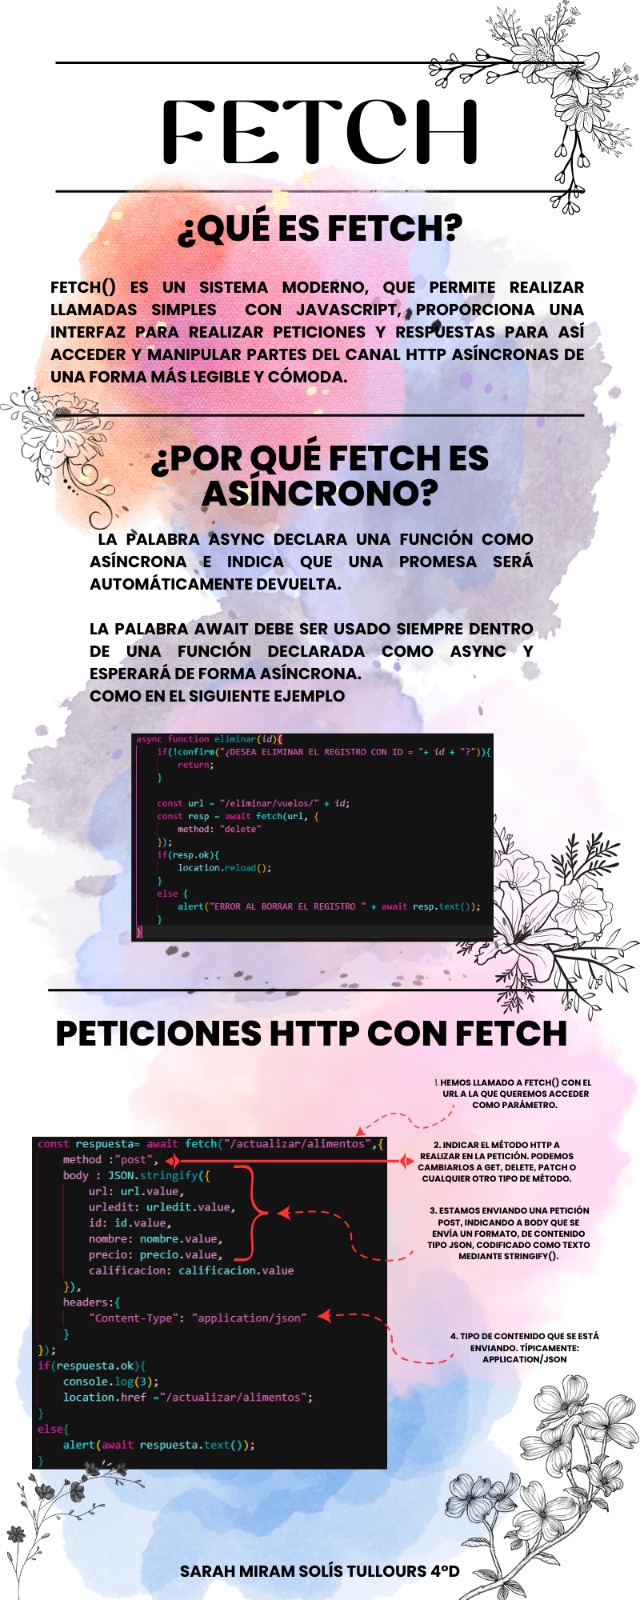 FETCH
¿QUÉ ES FETCH?
FETCH() ES UN SISTEMA MODERNO, QUE PERMITE REALIZAR
LLAMADAS SIMPLES CON JAVASCRIPT, PROPORCIONA UNA
INTERFAZ PARA REALIZAR PETICIONES Y RESPUESTAS PARA ASÍ
ACCEDER Y MANIPULAR PARTES DEL CANAL HTTP ASÍNCRONAS DE
UNA FORMA MÁS LEGIBLE Y CÓMODA.
¿POR QUÉ FETCH ES
ASÍNCRONO?
LA PALABRA ASYNC DECLARA UNA FUNCIÓN COMO
ASÍNCRONA E INDICA QUE UNA PROMESA SERÁ
AUTOMÁTICAMENTE DEVUELTA.
LA PALABRA AWAIT DEBE SER USADO SIEMPRE DENTRO
DE UNA FUNCIÓN DECLARADA COMO ASYNC Y
ESPERARÁ DE FORMA ASÍNCRONA.
COMO EN EL SIGUIENTE EJEMPLO
async function eliminar(id){
if(!confirm("¿DESEA ELIMINAR EL REGISTRO CON ID = "+ id + "?")){
return;
}
const url = "/eliminar/vuelos/" + id;
const resp = await fetch(url, {
method: "delete"
});
if(resp.ok){
location.reload();
}
else {
alert("ERROR AL BORRAR EL REGISTRO " + await resp.text());
}
}
PETICIONES HTTP CON FETCH
1. HEMOS LLAMADO A FETCH() CON EL
URL A LA QUE QUEREMOS ACCEDER
COMO PARÁMETRO.
const respuesta= await fetch("/actualizar/alimentos",{
method :"post",
body : JSON.stringify({
url: url.value,
urledit: urledit.value,
id: id.value,
nombre: nombre.value,
precio: precio.value,
calificacion: calificacion.value
}),
headers:{
"Content-Type": "application/json"
}
});
if(respuesta.ok){
console.log(3);
location.href ="/actualizar/alimentos";
}
else{
alert(await respuesta.text());
}
2. INDICAR EL MÉTODO HTTP A
REALIZAR EN LA PETICIÓN. PODEMOS
CAMBIARLOS A GET, DELETE, PATCH O
CUALQUIER OTRO TIPO DE MÉTODO.
3. ESTAMOS ENVIANDO UNA PETICIÓN
POST, INDICANDO A BODY QUE SE
ENVÍA UN FORMATO, DE CONTENIDO
TIPO JSON, CODIFICADO COMO TEXTO
MEDIANTE STRINGIFY().
4. TIPO DE CONTENIDO QUE SE ESTÁ
ENVIANDO. TÍPICAMENTE:
APPLICATION/JSON
SARAH MIRAM SOLÍS TULLOURS 4°D